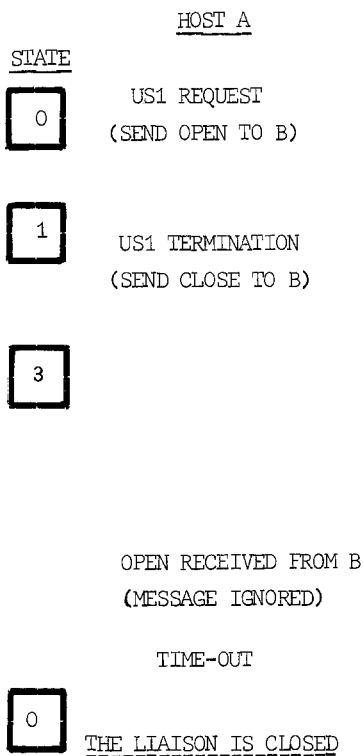 HOST A
STATE
0
US1 REQUEST
(SEND OPEN TO B)
1
US1 TERMINATION
(SEND CLOSE TO B)
3
OPEN RECEIVED FROM B
(MESSAGE IGNORED)
TIME-OUT
0
THE LIAISON IS CLOSED